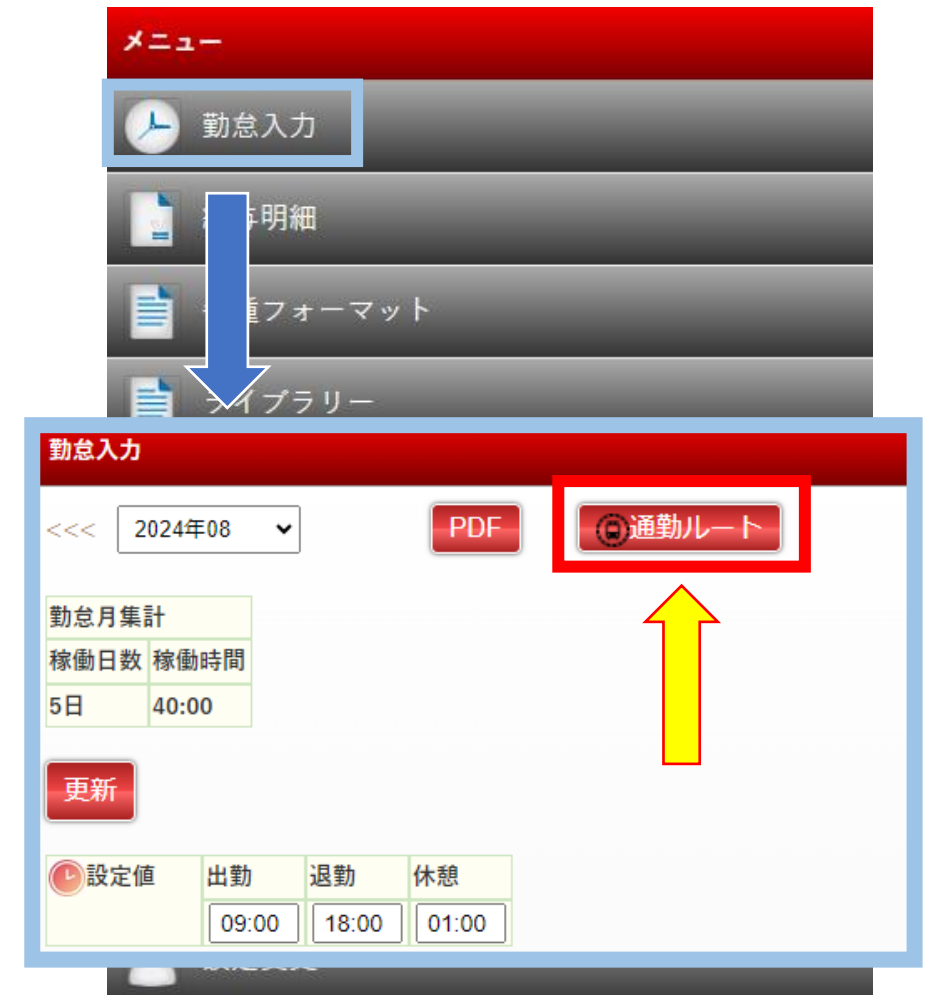 メニュー
勤怠入力
明細
フォーマット
ライブラリー
勤怠入力
<<< 2024年08 PDF 通勤ルート
勤怠月集計
稼働日数 稼働時間
5日 40:00
更新
設定値 出勤 退勤 休憩
09:00 18:00 01:00